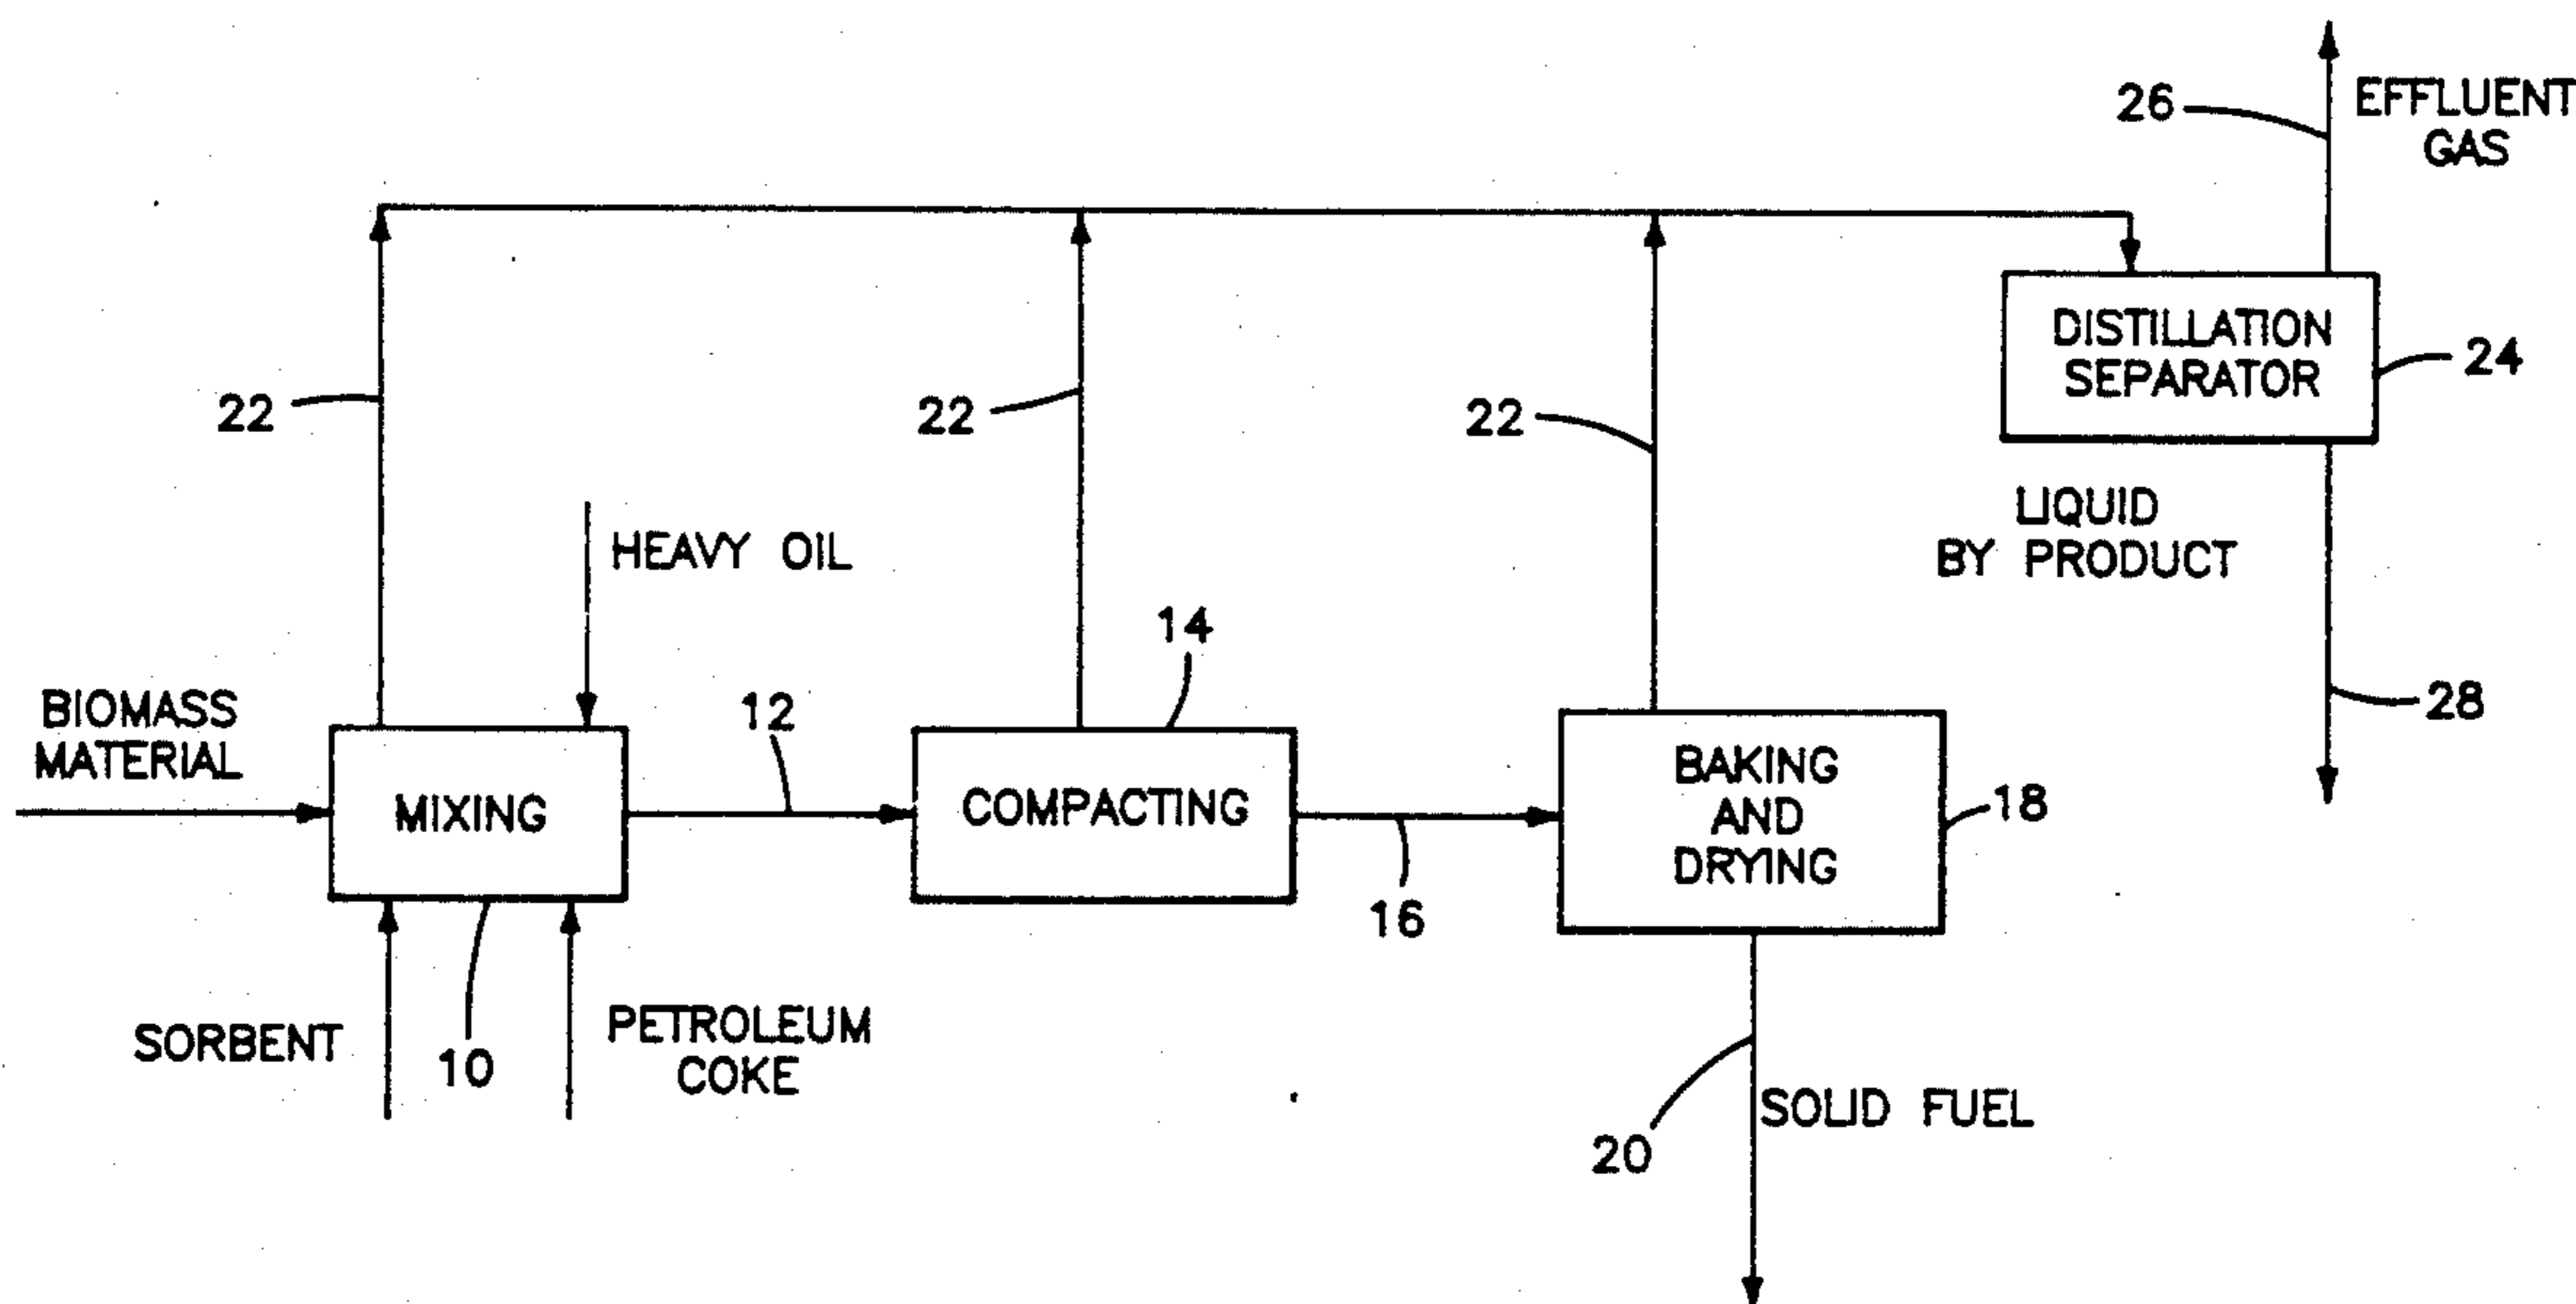 26
EFFLUENT
GAS
DISTILLATION
SEPARATOR
24
22
22
22
LIQUID
BY PRODUCT
HEAVY OIL
14
BIOMASS
MATERIAL
12
28
MIXING
COMPACTING
BAKING
AND
DRYING
18
16
SORBENT
10
PETROLEUM
COKE
20
SOLID FUEL